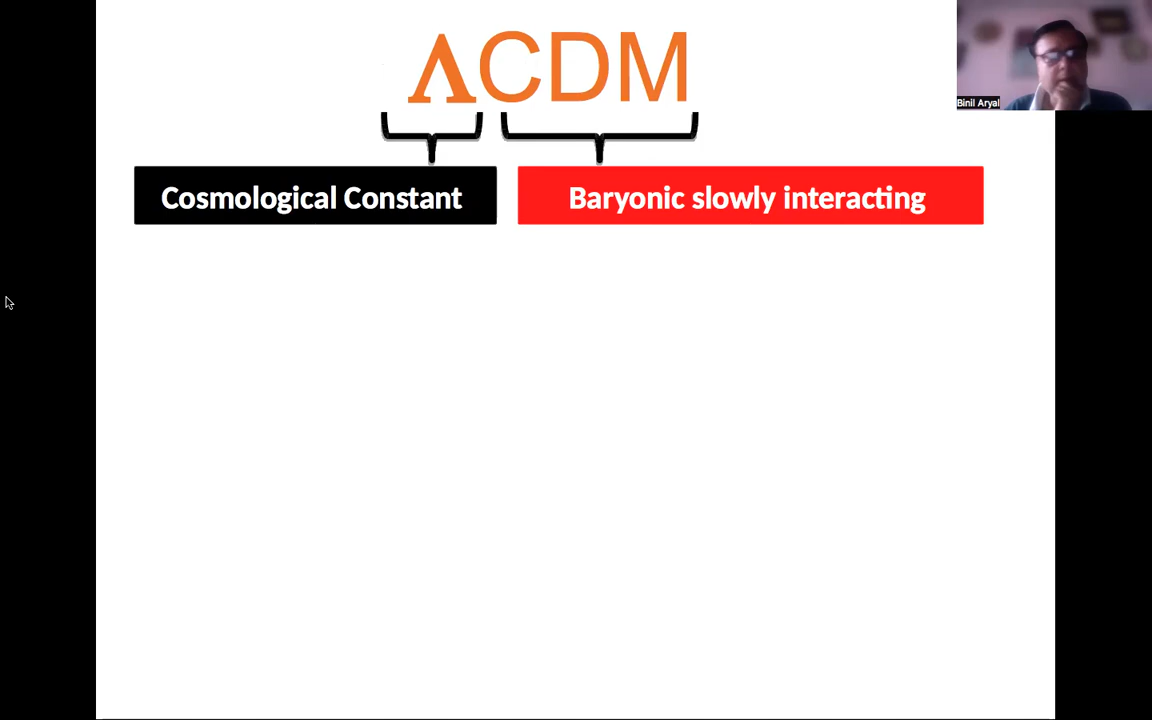 ΛCDM
Binil Aryal
Cosmological Constant
Baryonic slowly interacting